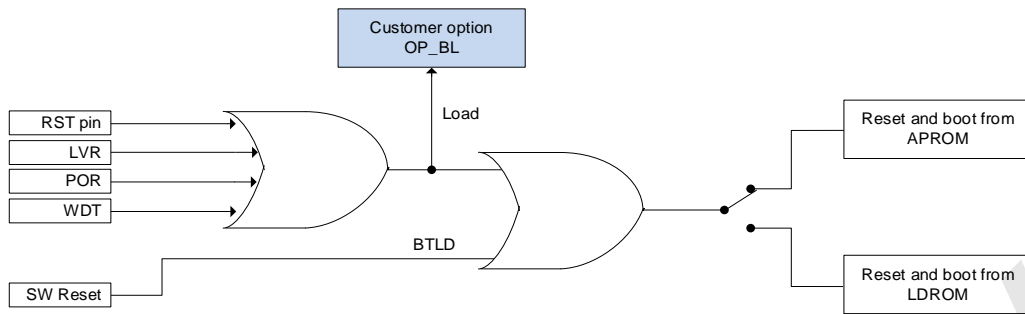 Customer option
OP_BL
Load
RST pin
LVR
POR
WDT
BTLD
SW Reset
Reset and boot from
APROM
Reset and boot from
LDROM